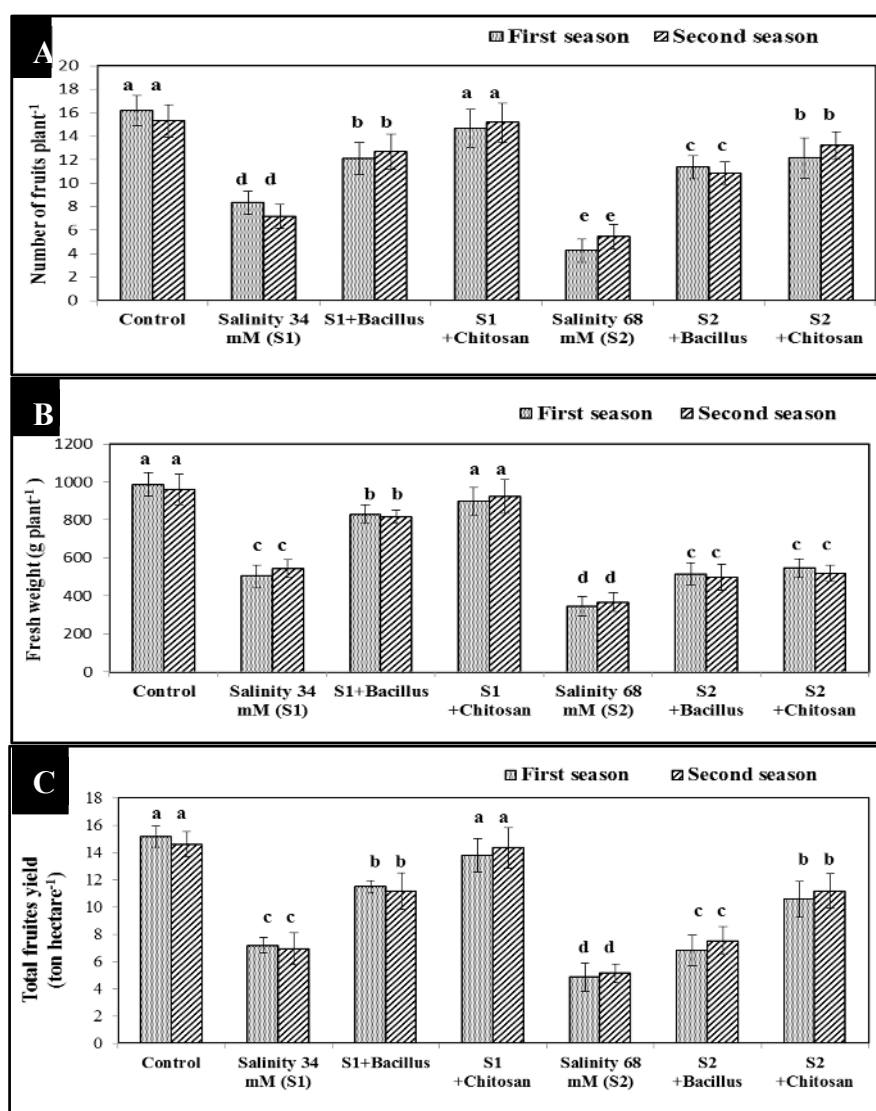 A
First season Second season
Number of fruits plant⁻¹
20
18
16
14
12
10
8
6
4
2
0
a a
d d
b b
a a
e e
c c
b b
Control Salinity 34 S1+Bacillus S1 Salinity 68 S2 S2
mM (S1) +Chitosan mM (S2) +Bacillus +Chitosan
B
First season Second season
Fresh weight (g plant⁻¹)
1200
1000
800
600
400
200
0
a a
c c
b b
a a
d d
c c
c c
Control Salinity 34 S1+Bacillus S1 Salinity 68 S2 S2
mM (S1) +Chitosan mM (S2) +Bacillus +Chitosan
C
First season Second season
Total fruites yield
(ton hectare⁻¹)
18
16
14
12
10
8
6
4
2
0
a a
c c
b b
a a
d d
c c
b b
Control Salinity 34 S1+Bacillus S1 Salinity 68 S2 S2
mM (S1) +Chitosan mM (S2) +Bacillus +Chitosan